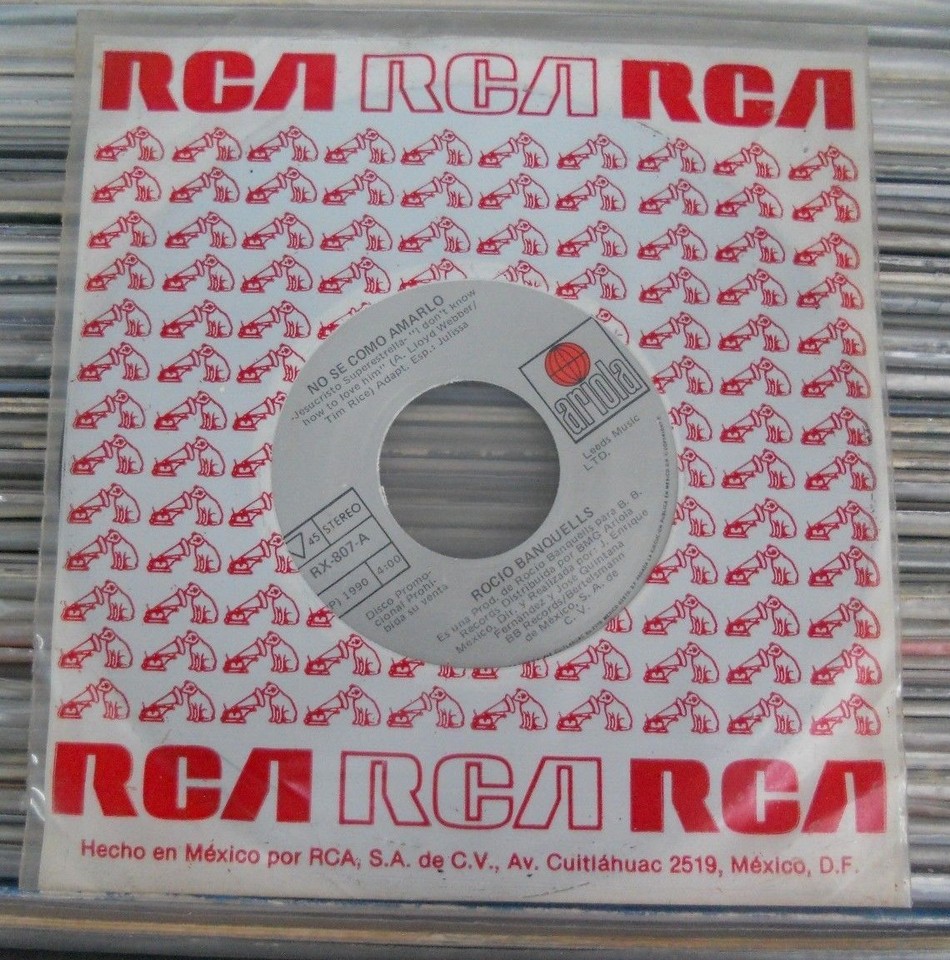 RCA RCA RCA
NO SE COMO AMARLO
-Jesucristo Superestrella-"I don't know
how to love him" (A. Lloyd Webber/
Tim Rice) Adapt. Esp.: Julissa
ariola
Leeds Music
LTD.
45 STEREO
RX-807-A
(P) 1990 4:00
Disco Promo-
cional Prohi-
bida su venta
ROCIO BANQUELLS
Es una Prod. de Rocio Banquells para B. B.
Records Distribuida por BMG Ariola
México, Dir. y Realizada por: J. Enrique
Fernández y José Quintana
BB Records/Bertelsmann
de México, S. A. de
C. V.
RCA RCA RCA
Hecho en México por RCA, S.A. de C.V., Av. Cuitláhuac 2519, México, D.F.